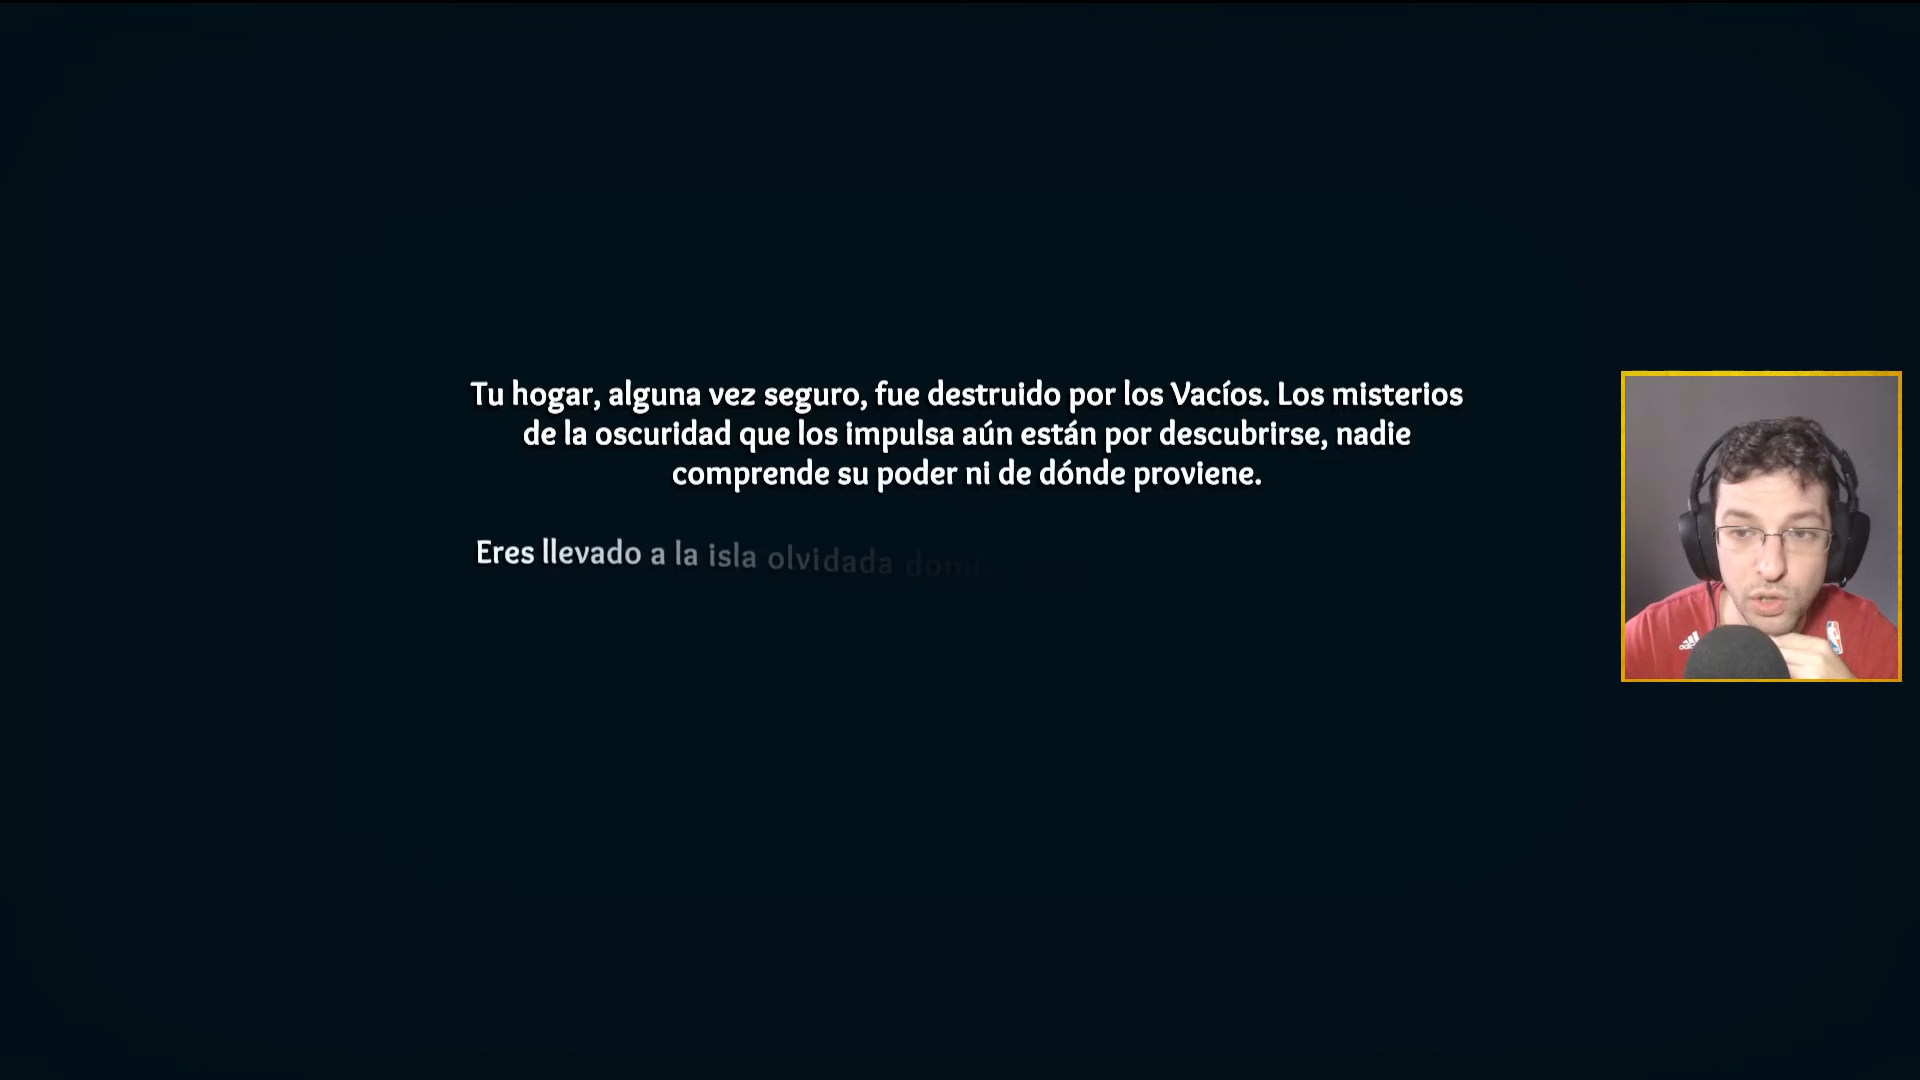 Tu hogar, alguna vez seguro, fue destruido por los Vacíos. Los misterios
de la oscuridad que los impulsa aún están por descubrirse, nadie
comprende su poder ni de dónde proviene.
Eres llevado a la isla olvidada